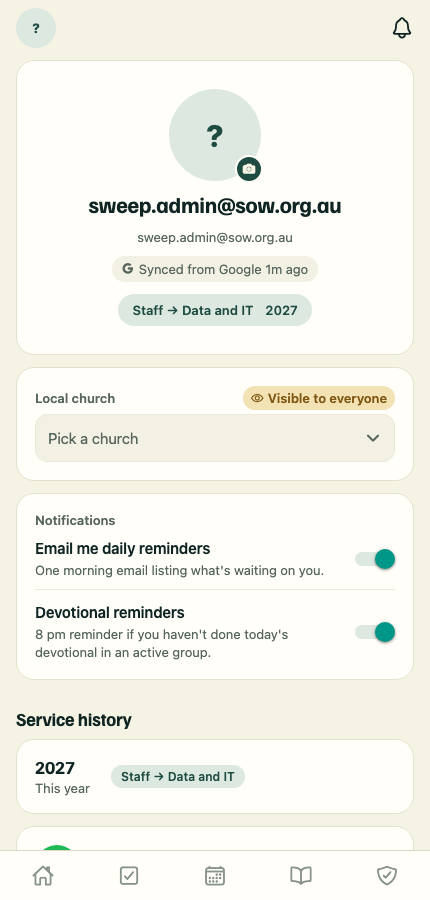 ?
?
sweep.admin@sow.org.au
sweep.admin@sow.org.au
G Synced from Google 1m ago
Staff → Data and IT 2027
Local church
Visible to everyone
Pick a church
Notifications
Email me daily reminders
One morning email listing what's waiting on you.
Devotional reminders
8 pm reminder if you haven't done today's
devotional in an active group.
Service history
2027
Staff → Data and IT
This year